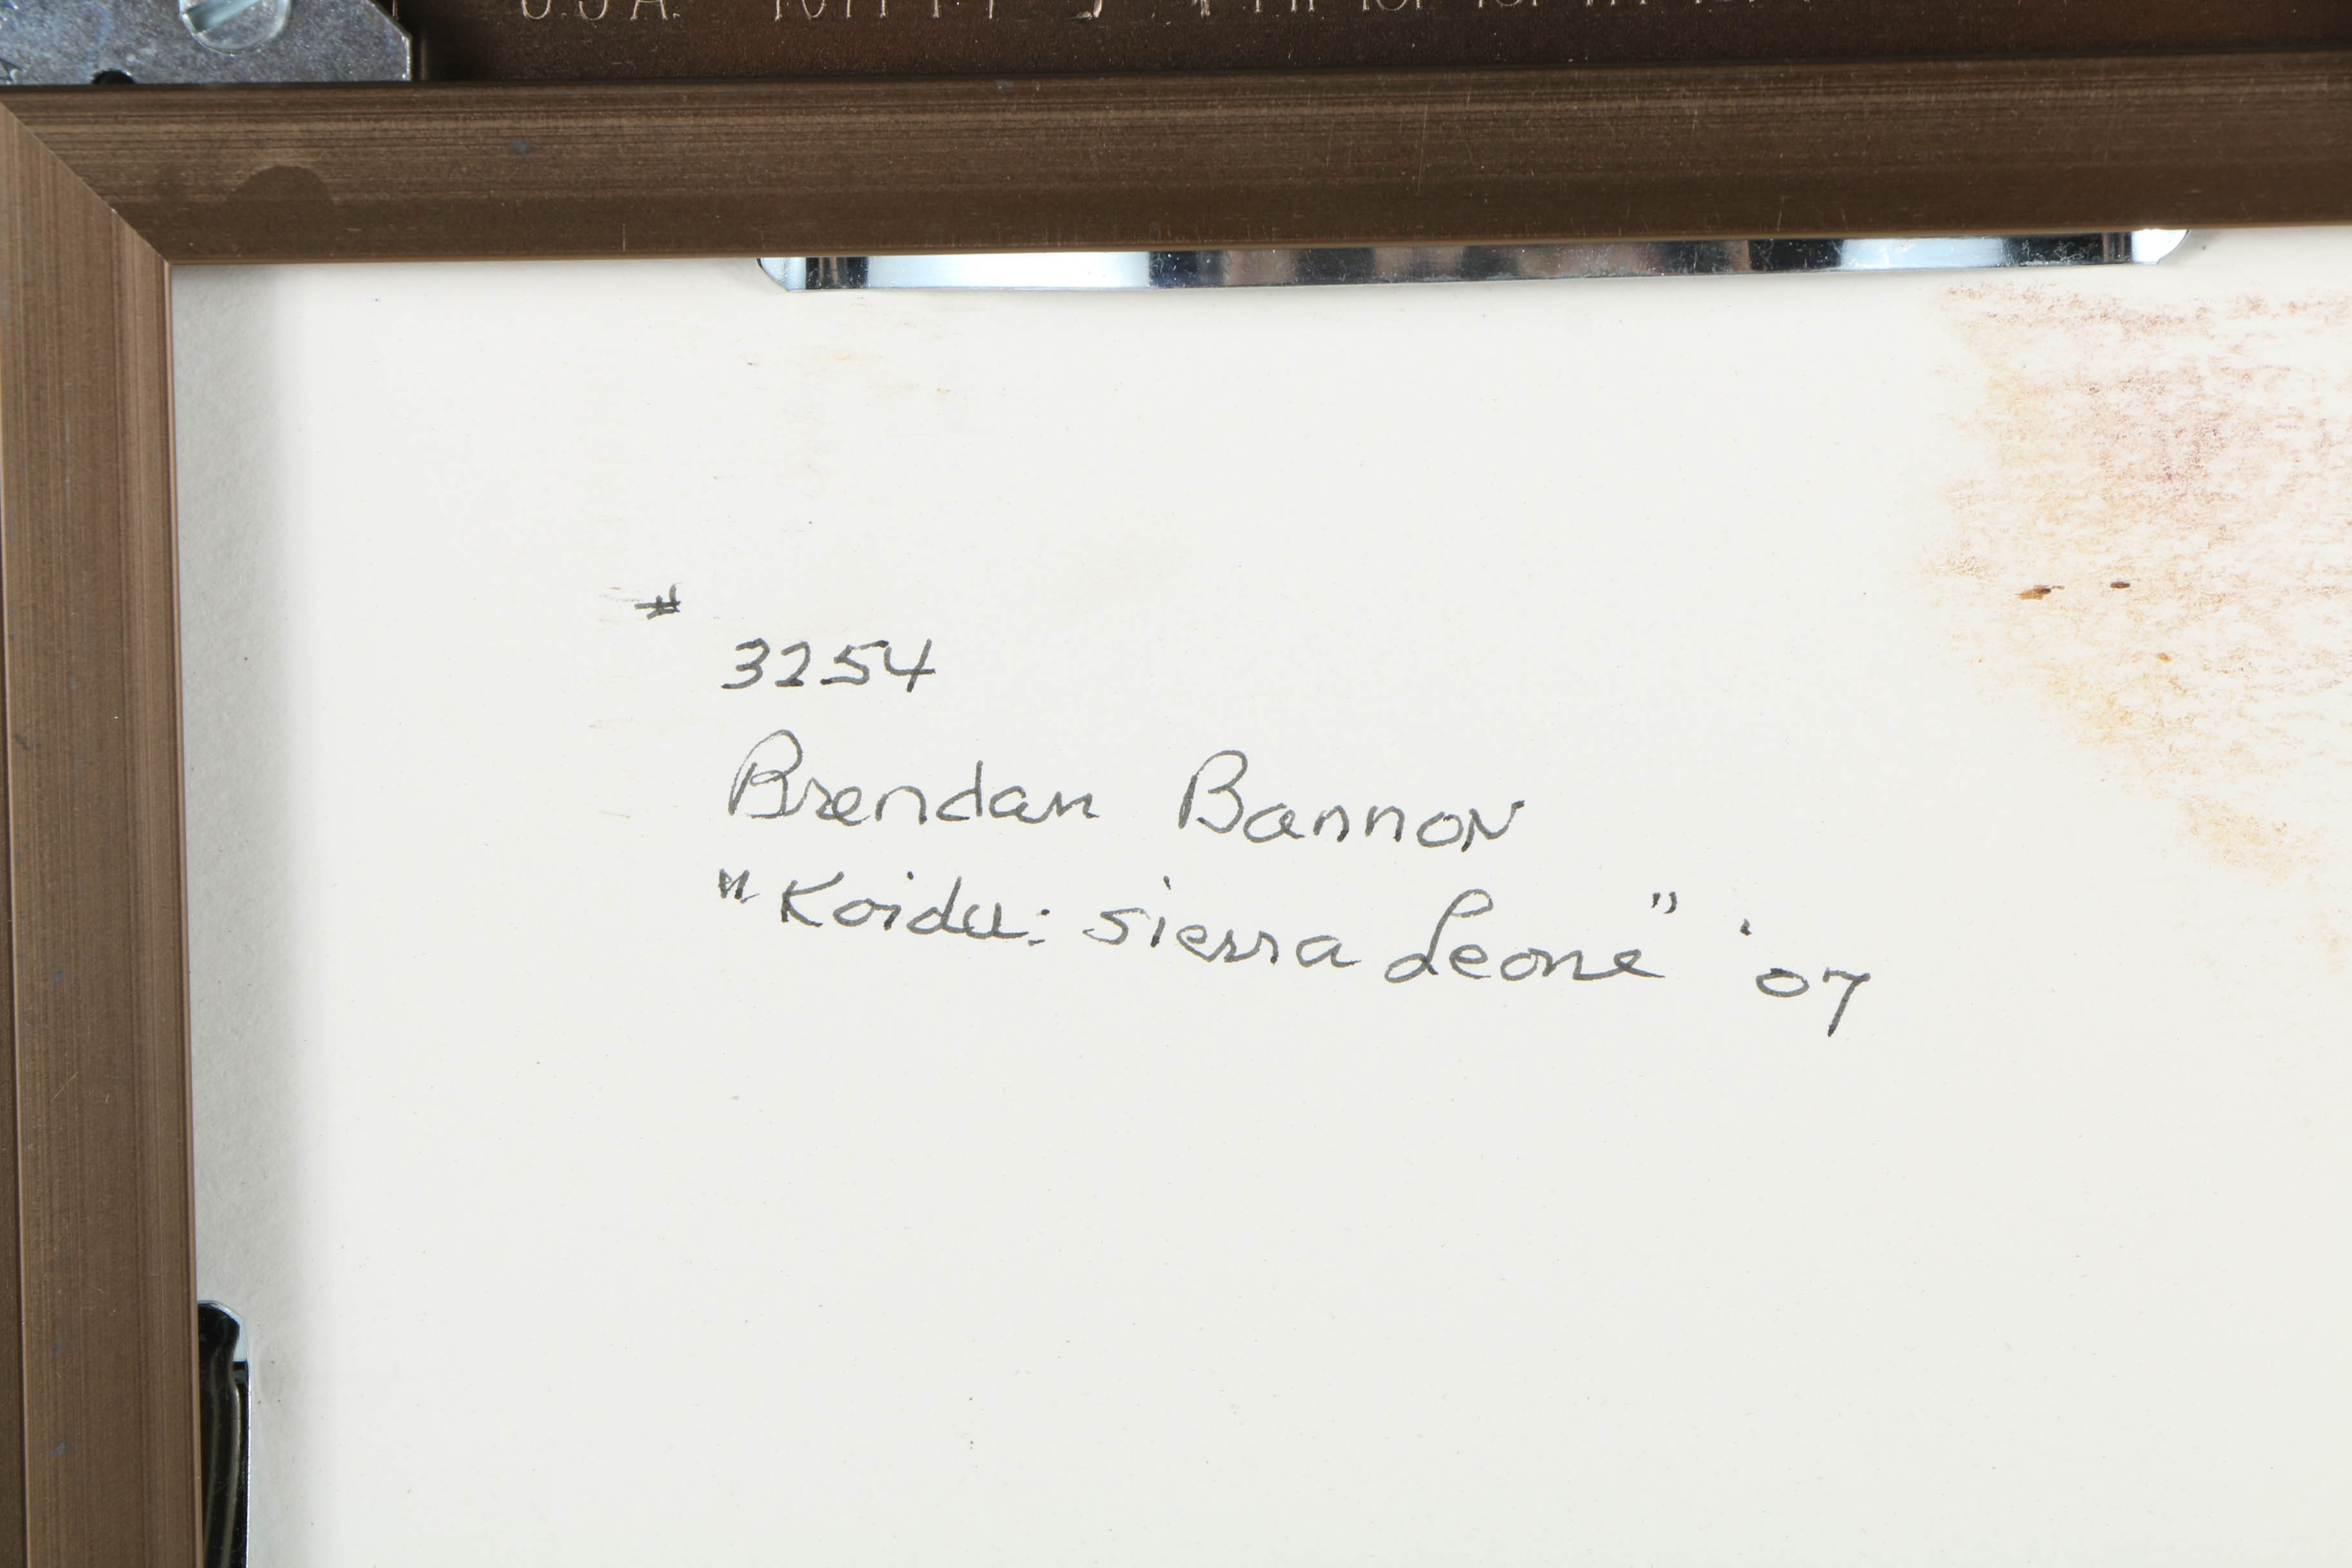 U.S.A.
#
3254
Brendan Bannon
"Koidu: Sierra Leone" '07